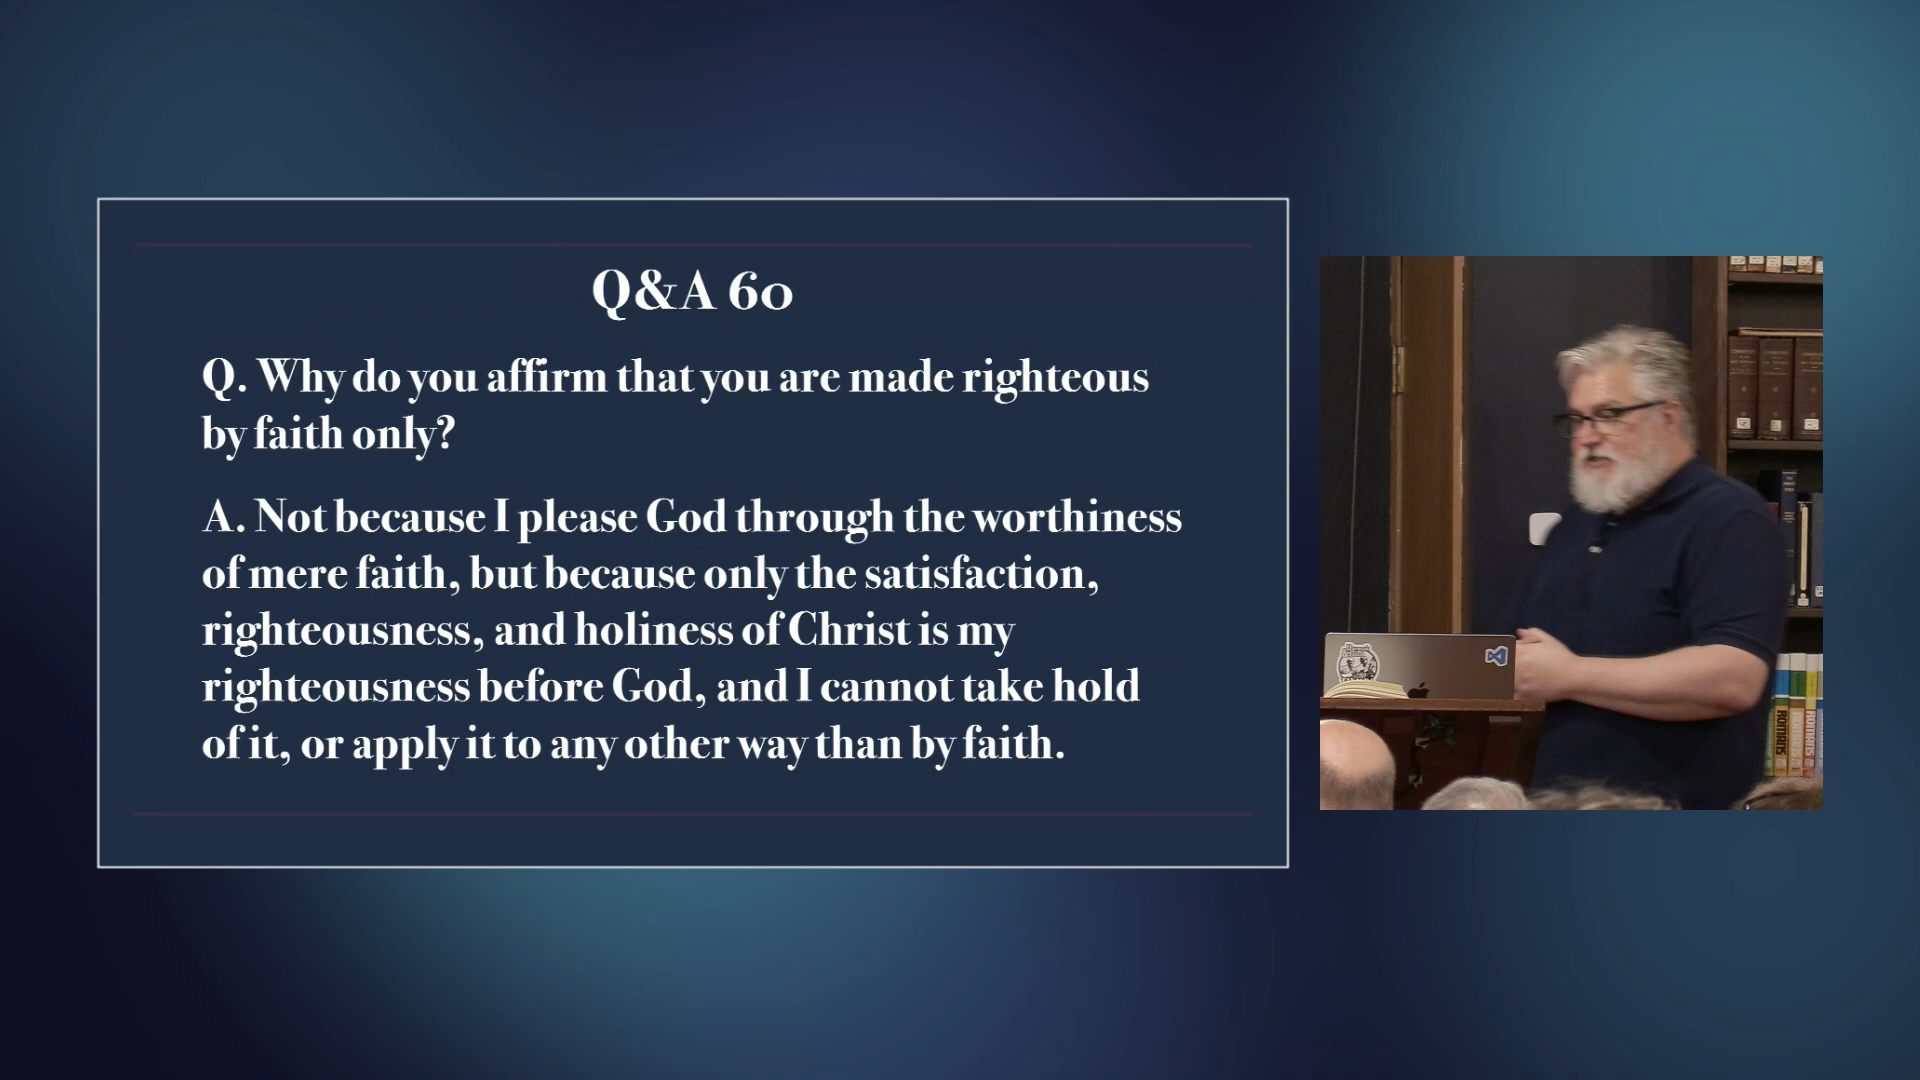 Q&A 60
Q. Why do you affirm that you are made righteous
by faith only?
A. Not because I please God through the worthiness
of mere faith, but because only the satisfaction,
righteousness, and holiness of Christ is my
righteousness before God, and I cannot take hold
of it, or apply it to any other way than by faith.
ROMANS